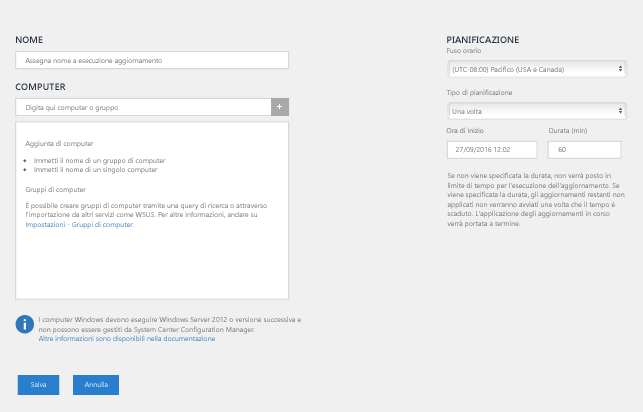 NOME
Assegna nome a esecuzione aggiornamento
COMPUTER
Digita qui computer o gruppo
+
Aggiunta di computer
• Immetti il nome di un gruppo di computer
• Immetti il nome di un singolo computer
Gruppi di computer
È possibile creare gruppi di computer tramite una query di ricerca o attraverso
l'importazione da altri servizi come WSUS. Per altre informazioni, andare su
Impostazioni - Gruppi di computer.
I computer Windows devono eseguire Windows Server 2012 o versione successiva e
non possono essere gestiti da System Center Configuration Manager.
Altre informazioni sono disponibili nella documentazione
Salva
Annulla
PIANIFICAZIONE
Fuso orario
(UTC-08:00) Pacifico (USA e Canada)
Tipo di pianificazione
Una volta
Ora di inizio
Durata (min)
27/09/2016 12:02
60
Se non viene specificata la durata, non verrà posto in
limite di tempo per l'esecuzione dell'aggiornamento. Se
viene specificata la durata, gli aggiornamenti restanti non
applicati non verranno avviati una volta che il tempo è
scaduto. L'applicazione degli aggiornamenti in corso
verrà portata a termine.